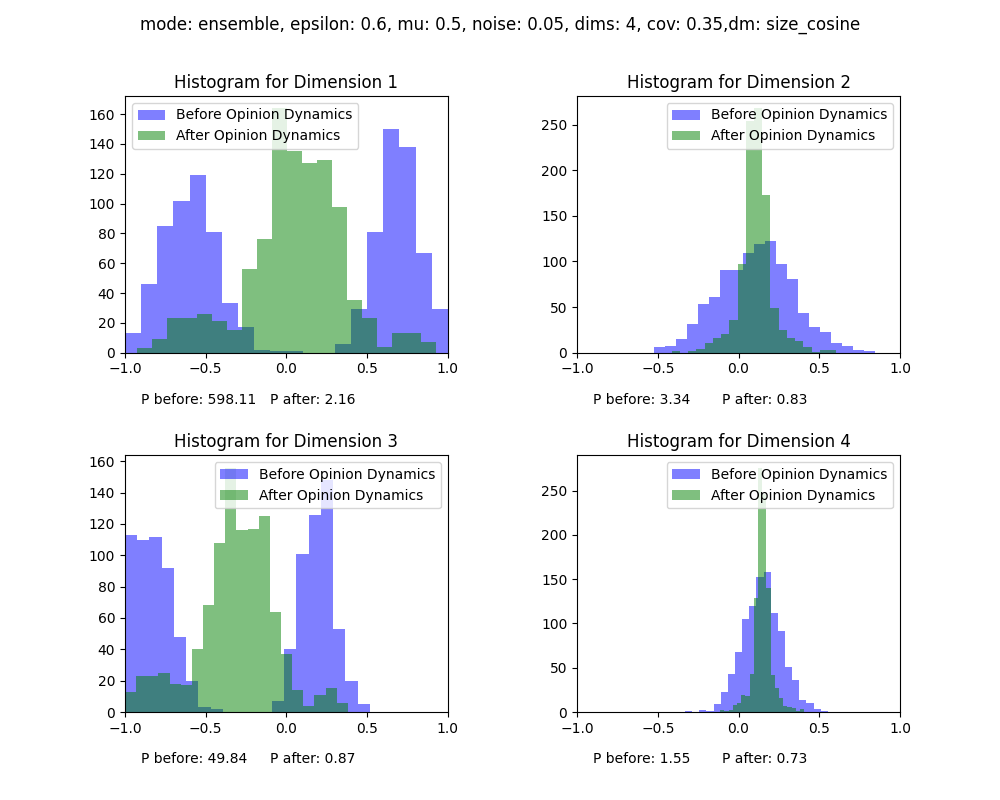 mode: ensemble, epsilon: 0.6, mu: 0.5, noise: 0.05, dims: 4, cov: 0.35,dm: size_cosine
Histogram for Dimension 1
Before Opinion Dynamics
After Opinion Dynamics
160
140
120
100
80
60
40
20
0
−1.0 −0.5 0.0 0.5 1.0
P before: 598.11 P after: 2.16
Histogram for Dimension 2
Before Opinion Dynamics
After Opinion Dynamics
250
200
150
100
50
0
−1.0 −0.5 0.0 0.5 1.0
P before: 3.34 P after: 0.83
Histogram for Dimension 3
Before Opinion Dynamics
After Opinion Dynamics
160
140
120
100
80
60
40
20
0
−1.0 −0.5 0.0 0.5 1.0
P before: 49.84 P after: 0.87
Histogram for Dimension 4
Before Opinion Dynamics
After Opinion Dynamics
250
200
150
100
50
0
−1.0 −0.5 0.0 0.5 1.0
P before: 1.55 P after: 0.73